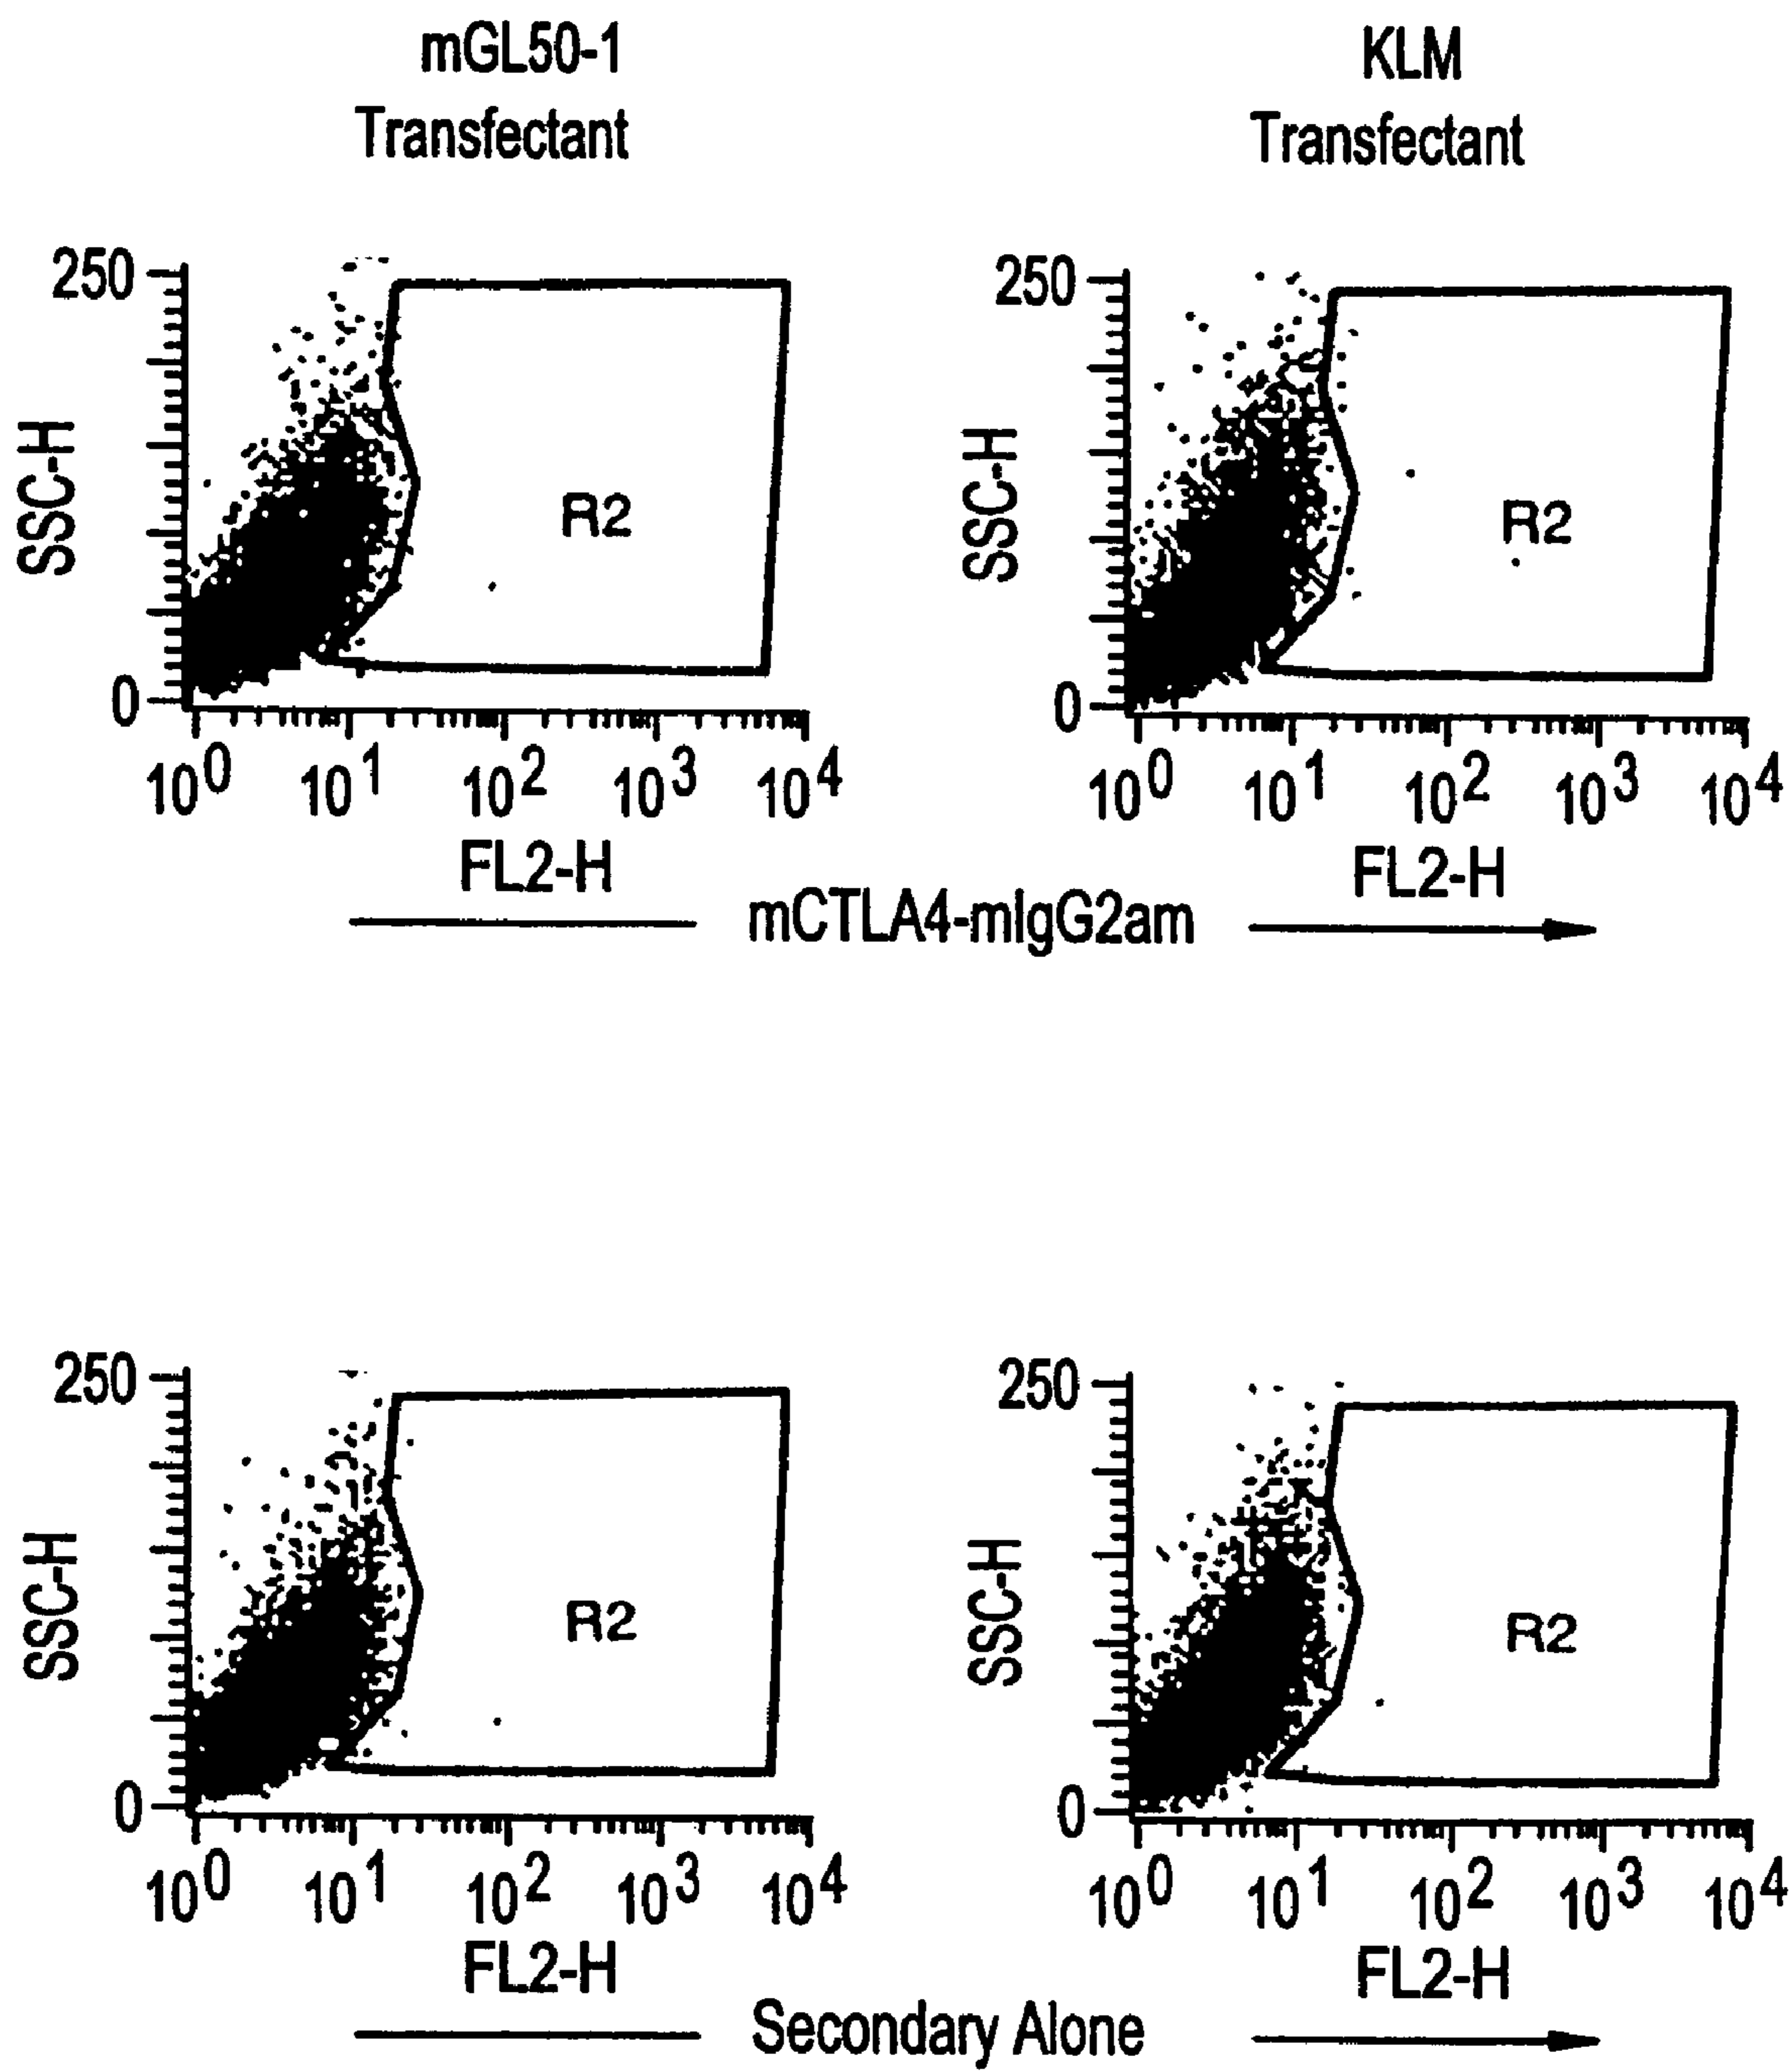 mGL50-1
Transfectant
KLM
Transfectant
250
SSC-H
R2
0
10^0 10^1 10^2 10^3 10^4
FL2-H
250
SSC-H
R2
0
10^0 10^1 10^2 10^3 10^4
FL2-H
mCTLA4-mIgG2am
250
SSC-H
R2
0
10^0 10^1 10^2 10^3 10^4
FL2-H
250
SSC-H
R2
0
10^0 10^1 10^2 10^3 10^4
FL2-H
Secondary Alone